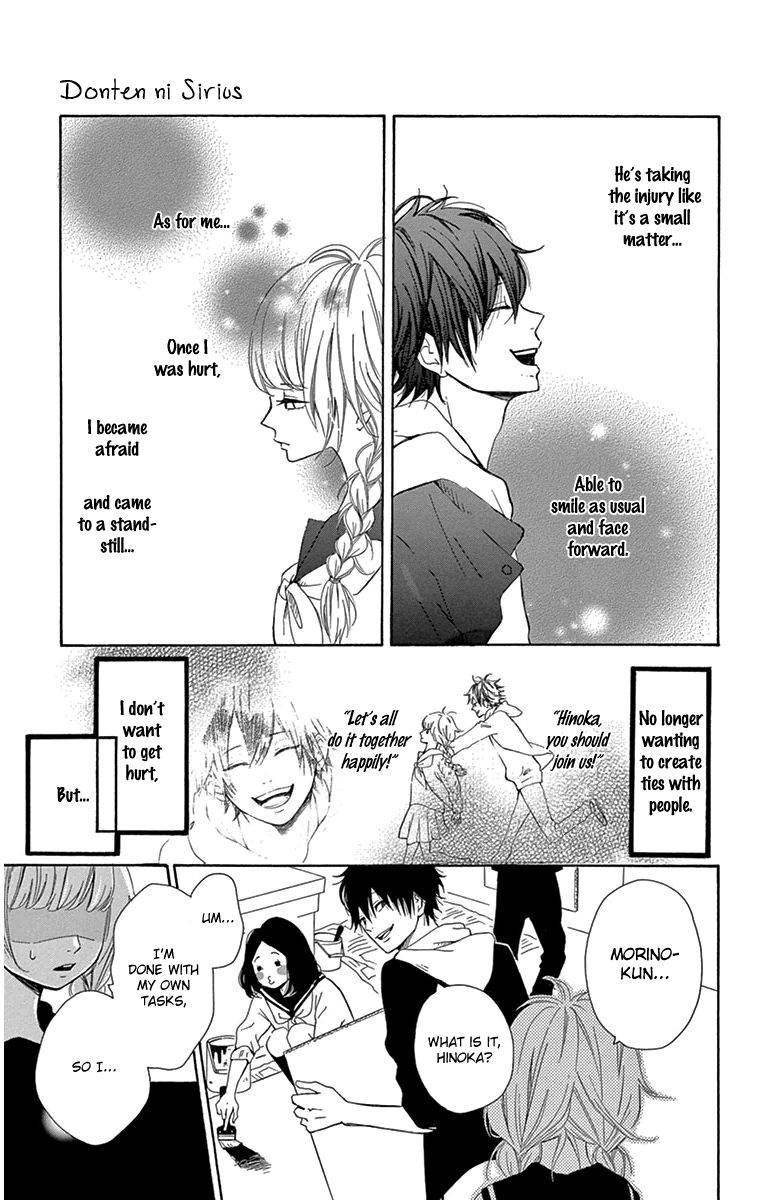 Donten ni Sirius
He's taking
the injury like
it's a small
matter...
Able to
smile as usual
and face
forward.
As for me...
Once I
was hurt,
I became
afraid
and came
to a stand-
still...
No longer
wanting
to create
ties with
people.
"Hinoka,
you should
join us!"
"Let's all
do it together
happily!"
I don't
want
to get
hurt,
But...
MORINO-
KUN...
WHAT IS IT,
HINOKA?
UM...
I'M
DONE WITH
MY OWN
TASKS,
SO I...